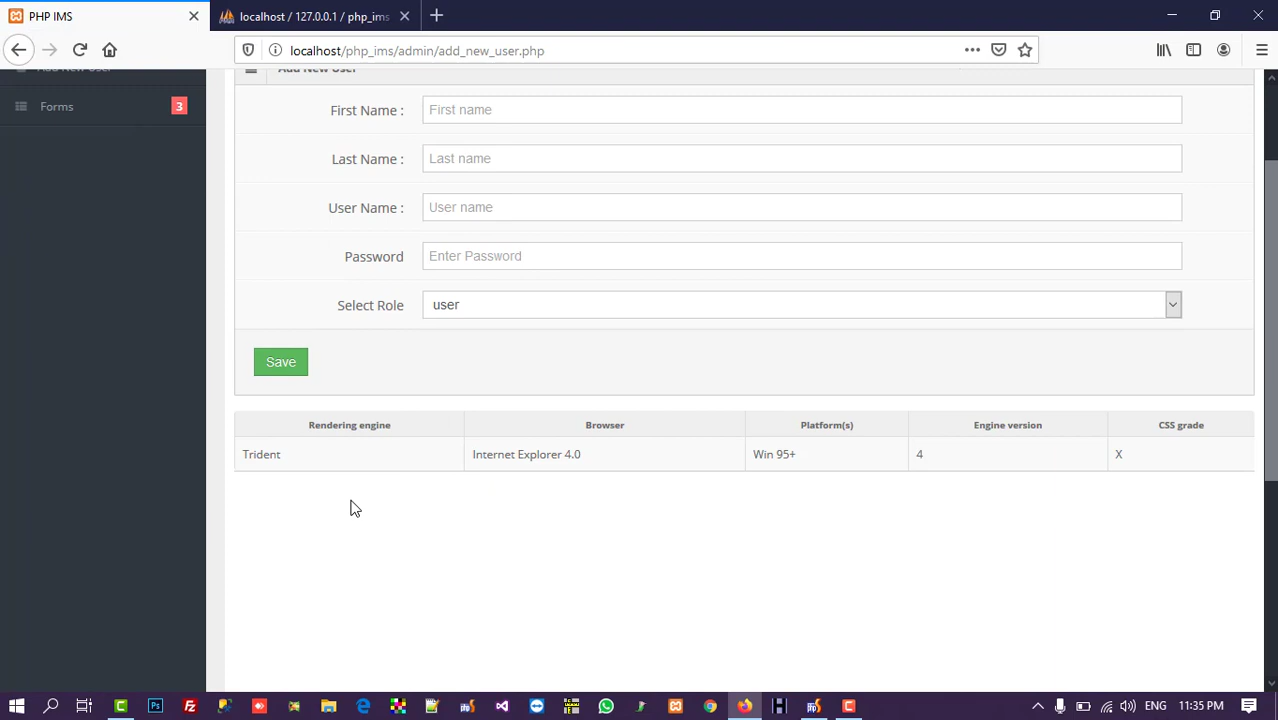 PHP IMS
localhost / 127.0.0.1 / php_ims
localhost/php_ims/admin/add_new_user.php
Add New User
Forms 3
Add New User
First Name : First name
Last Name : Last name
User Name : User name
Password Enter Password
Select Role user
Save
Rendering engine Browser Platform(s) Engine version CSS grade
Trident Internet Explorer 4.0 Win 95+ 4 X
ENG 11:35 PM